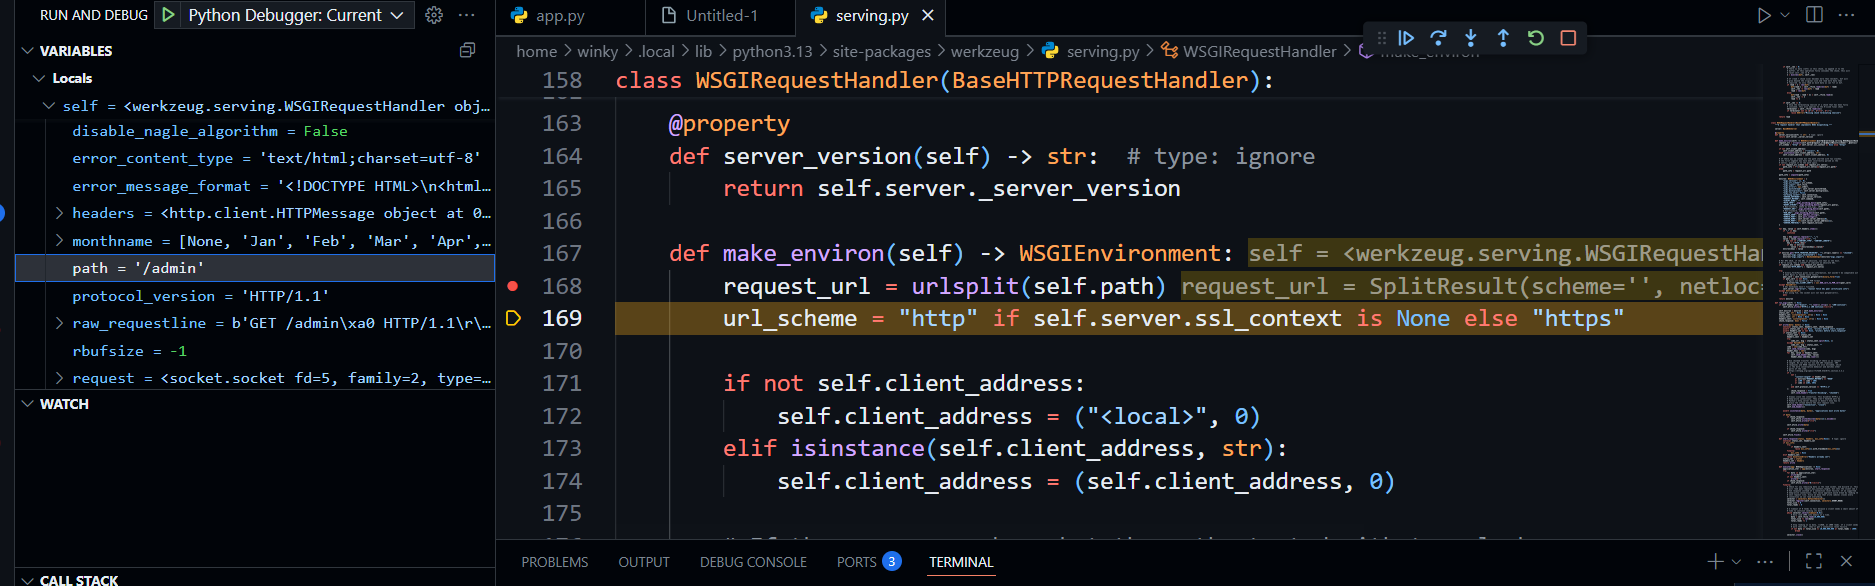 RUN AND DEBUG
Python Debugger: Current
VARIABLES
Locals
self = <werkzeug.serving.WSGIRequestHandler obj…
disable_nagle_algorithm = False
error_content_type = 'text/html;charset=utf-8'
error_message_format = '<!DOCTYPE HTML>\n<html…
headers = <http.client.HTTPMessage object at 0…
monthname = [None, 'Jan', 'Feb', 'Mar', 'Apr',…
path = '/admin'
protocol_version = 'HTTP/1.1'
raw_requestline = b'GET /admin\xa0 HTTP/1.1\r\…
rbufsize = -1
request = <socket.socket fd=5, family=2, type=…
WATCH
CALL STACK
app.py
Untitled-1
serving.py
home > winky > .local > lib > python3.13 > site-packages > werkzeug > serving.py > WSGIRequestHandler > make_environ
158 class WSGIRequestHandler(BaseHTTPRequestHandler):
163 @property
164 def server_version(self) -> str: # type: ignore
165 return self.server._server_version
166
167 def make_environ(self) -> WSGIEnvironment: self = <werkzeug.serving.WSGIRequestHa
168 request_url = urlsplit(self.path) request_url = SplitResult(scheme='', netloc=
169 url_scheme = "http" if self.server.ssl_context is None else "https"
170
171 if not self.client_address:
172 self.client_address = ("<local>", 0)
173 elif isinstance(self.client_address, str):
174 self.client_address = (self.client_address, 0)
175
PROBLEMS
OUTPUT
DEBUG CONSOLE
PORTS 3
TERMINAL